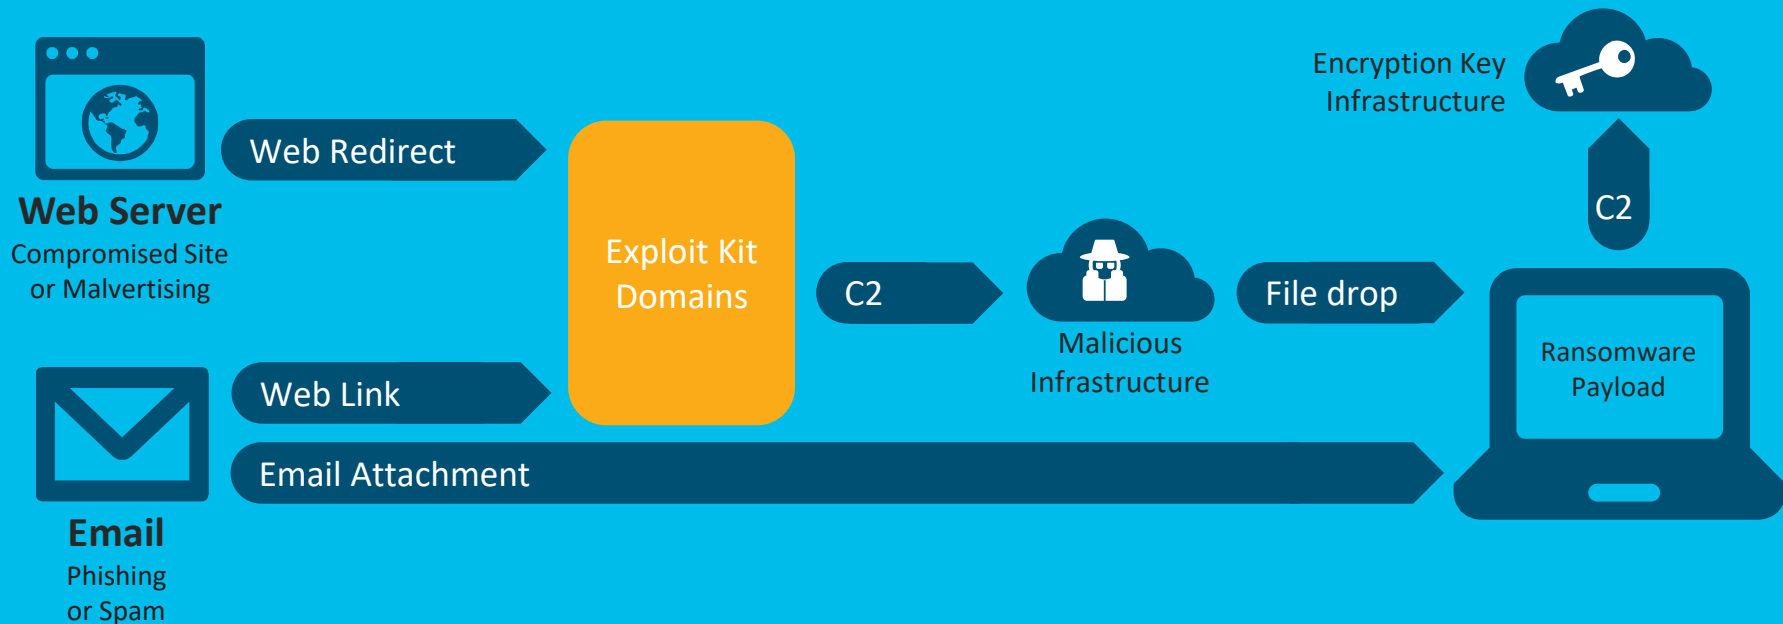 Web Server
Compromised Site
or Malvertising
Web Redirect
Email
Phishing
or Spam
Web Link
Email Attachment
Exploit Kit
Domains
C2
Malicious
Infrastructure
File drop
Ransomware
Payload
C2
Encryption Key
Infrastructure